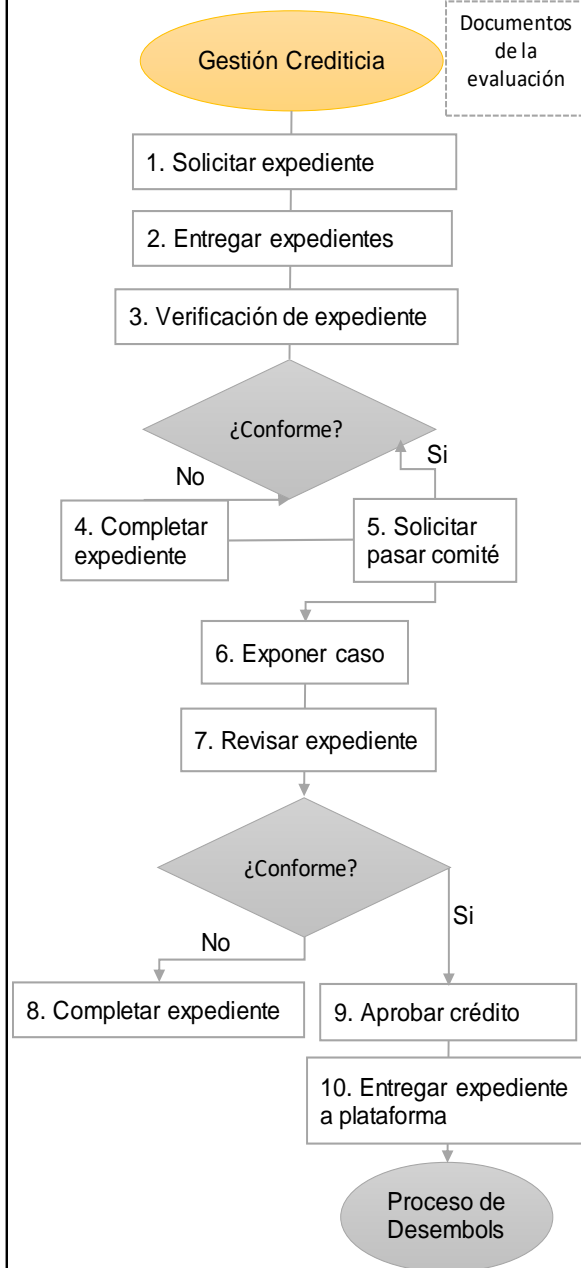 Gestión Crediticia
Documentos
de la
evaluación
1. Solicitar expediente
2. Entregar expedientes
3. Verificación de expediente
¿Conforme?
Si
No
4. Completar
expediente
5. Solicitar
pasar comité
6. Exponer caso
7. Revisar expediente
¿Conforme?
Si
No
8. Completar expediente
9. Aprobar crédito
10. Entregar expediente
a plataforma
Proceso de
Desembols